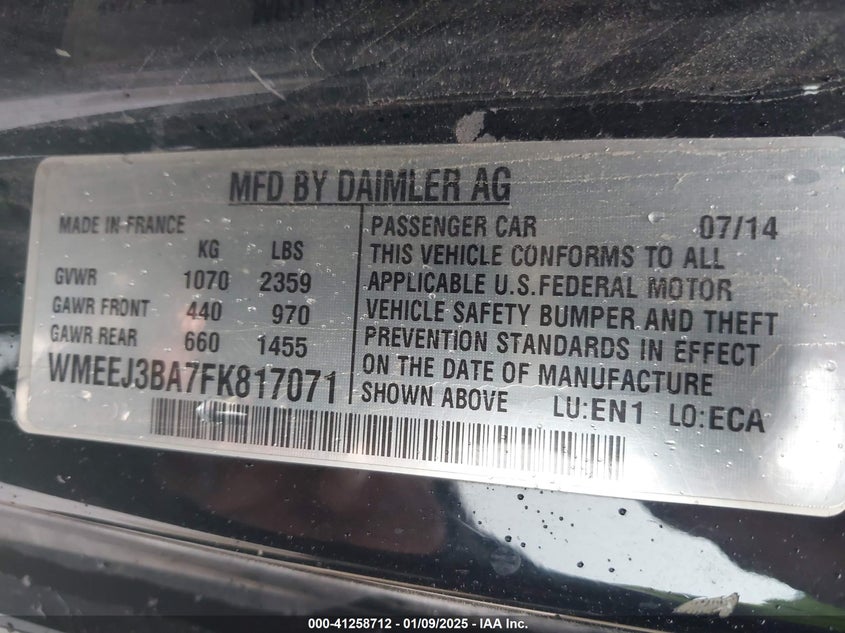 MFD BY DAIMLER AG
MADE IN FRANCE
KG LBS
GVWR 1070 2359
GAWR FRONT 440 970
GAWR REAR 660 1455
WMEEJ3BA7FK817071
PASSENGER CAR 07/14
THIS VEHICLE CONFORMS TO ALL
APPLICABLE U.S.FEDERAL MOTOR
VEHICLE SAFETY BUMPER AND THEFT
PREVENTION STANDARDS IN EFFECT
ON THE DATE OF MANUFACTURE
SHOWN ABOVE LU:EN1 LO:ECA
000-41258712 - 01/09/2025 - IAA Inc.